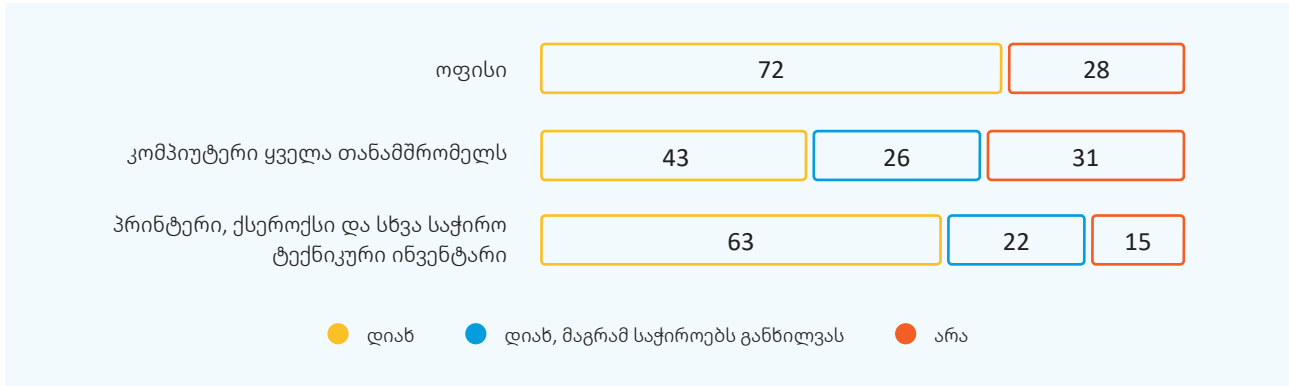 ოფისი
72
28
კომპიუტერი ყველა თანამშრომელს
43
26
31
პრინტერი, ქსეროქსი და სხვა საჭირო
ტექნიკური ინვენტარი
63
22
15
დიახ
დიახ, მაგრამ საჭიროებს განხილვას
არა